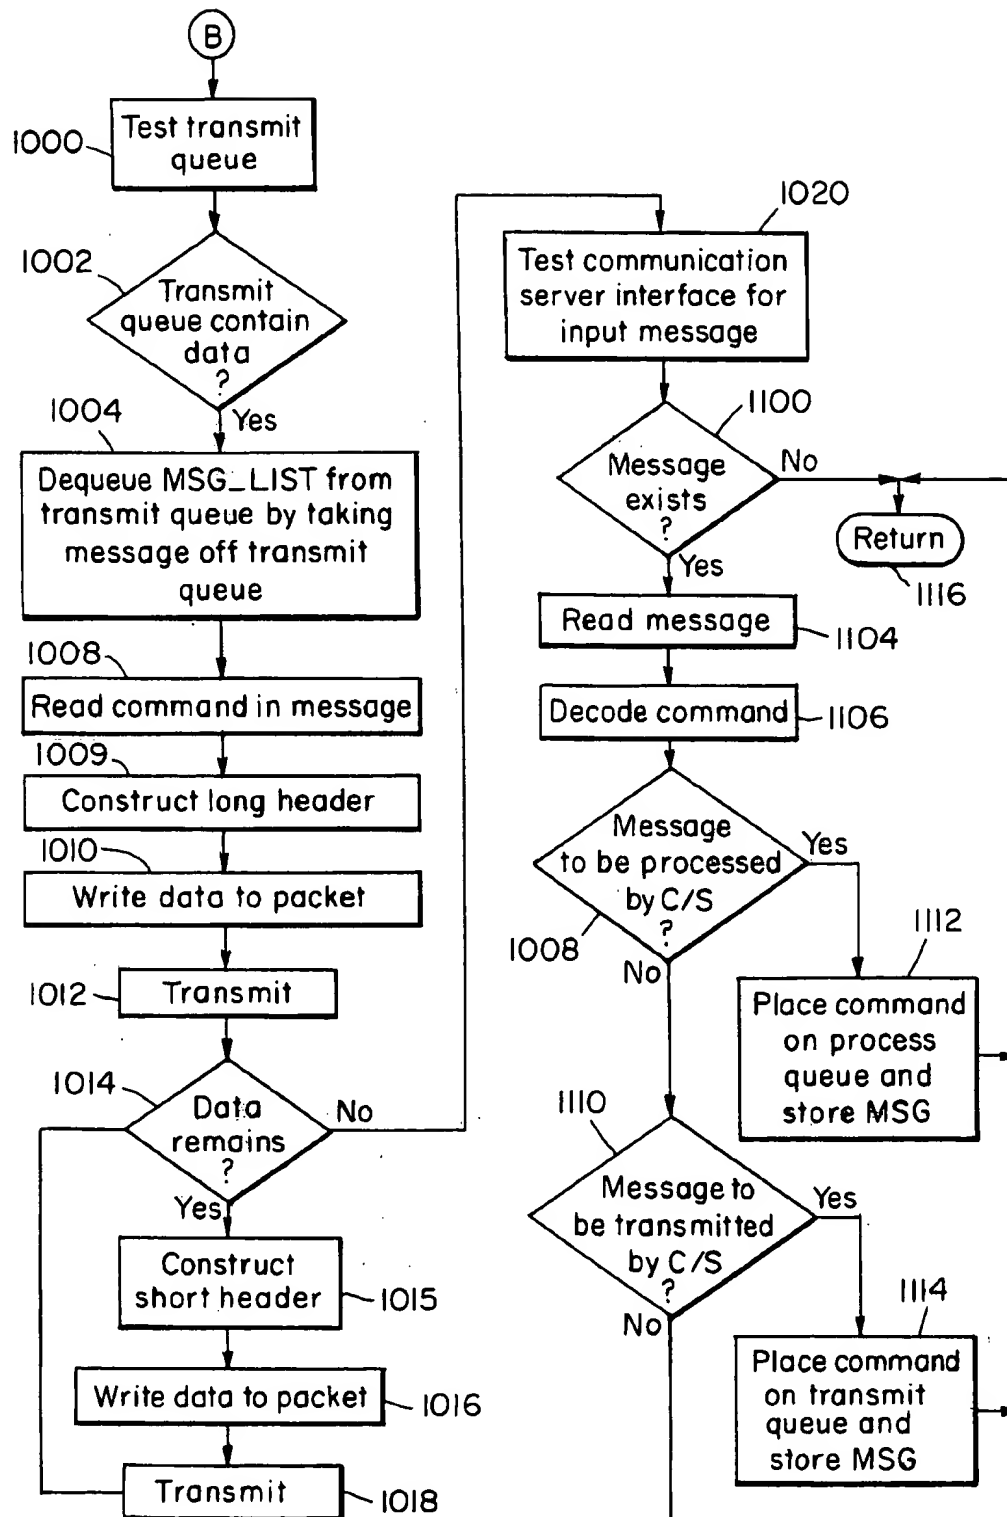 B
1000
Test transmit
queue
1002
Transmit
queue contain
data
?
Yes
1004
Dequeue MSG_LIST from
transmit queue by taking
message off transmit
queue
1008
Read command in message
1009
Construct long header
1010
Write data to packet
1012
Transmit
1014
Data
remains
?
No
Yes
Construct
short header
1015
Write data to packet
1016
Transmit
1018
1020
Test communication
server interface for
input message
1100
Message
exists
?
No
Yes
Return
1116
Read message
1104
Decode command
1106
Message
to be processed
by C/S
?
1008
Yes
No
1112
Place command
on process
queue and
store MSG
1110
Message to
be transmitted
by C/S
?
Yes
No
1114
Place command
on transmit
queue and
store MSG